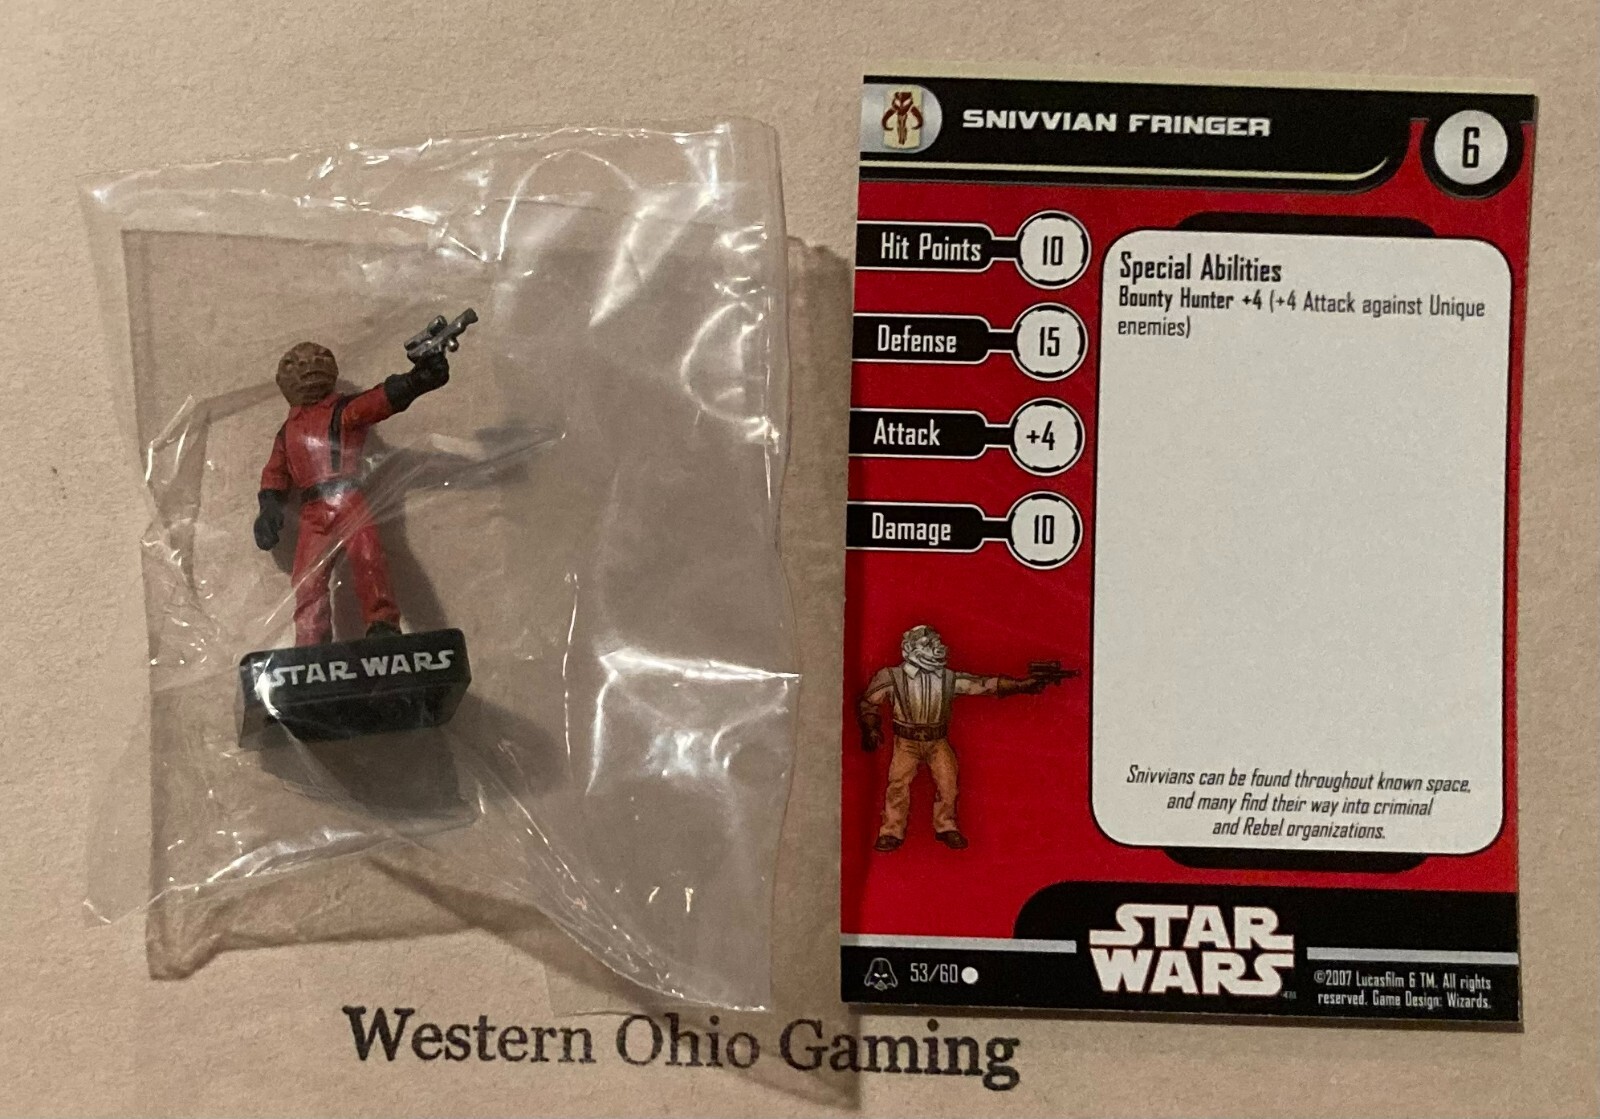 SNIVVIAN FRINGER
6
Hit Points 10
Defense 15
Attack +4
Damage 10
Special Abilities
Bounty Hunter +4 (+4 Attack against Unique
enemies)
Snivvians can be found throughout known space,
and many find their way into criminal
and Rebel organizations.
STAR WARS
53/60
STAR
WARS
©2007 Lucasfilm & TM. All rights
reserved. Game Design: Wizards.
Western Ohio Gaming